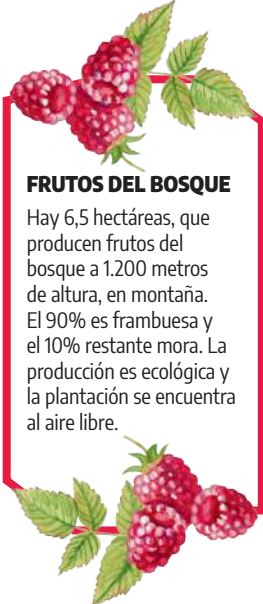 FRUTOS DEL BOSQUE
Hay 6,5 hectáreas, que
producen frutos del
bosque a 1.200 metros
de altura, en montaña.
El 90% es frambuesa y
el 10% restante mora. La
producción es ecológica y
la plantación se encuentra
al aire libre.